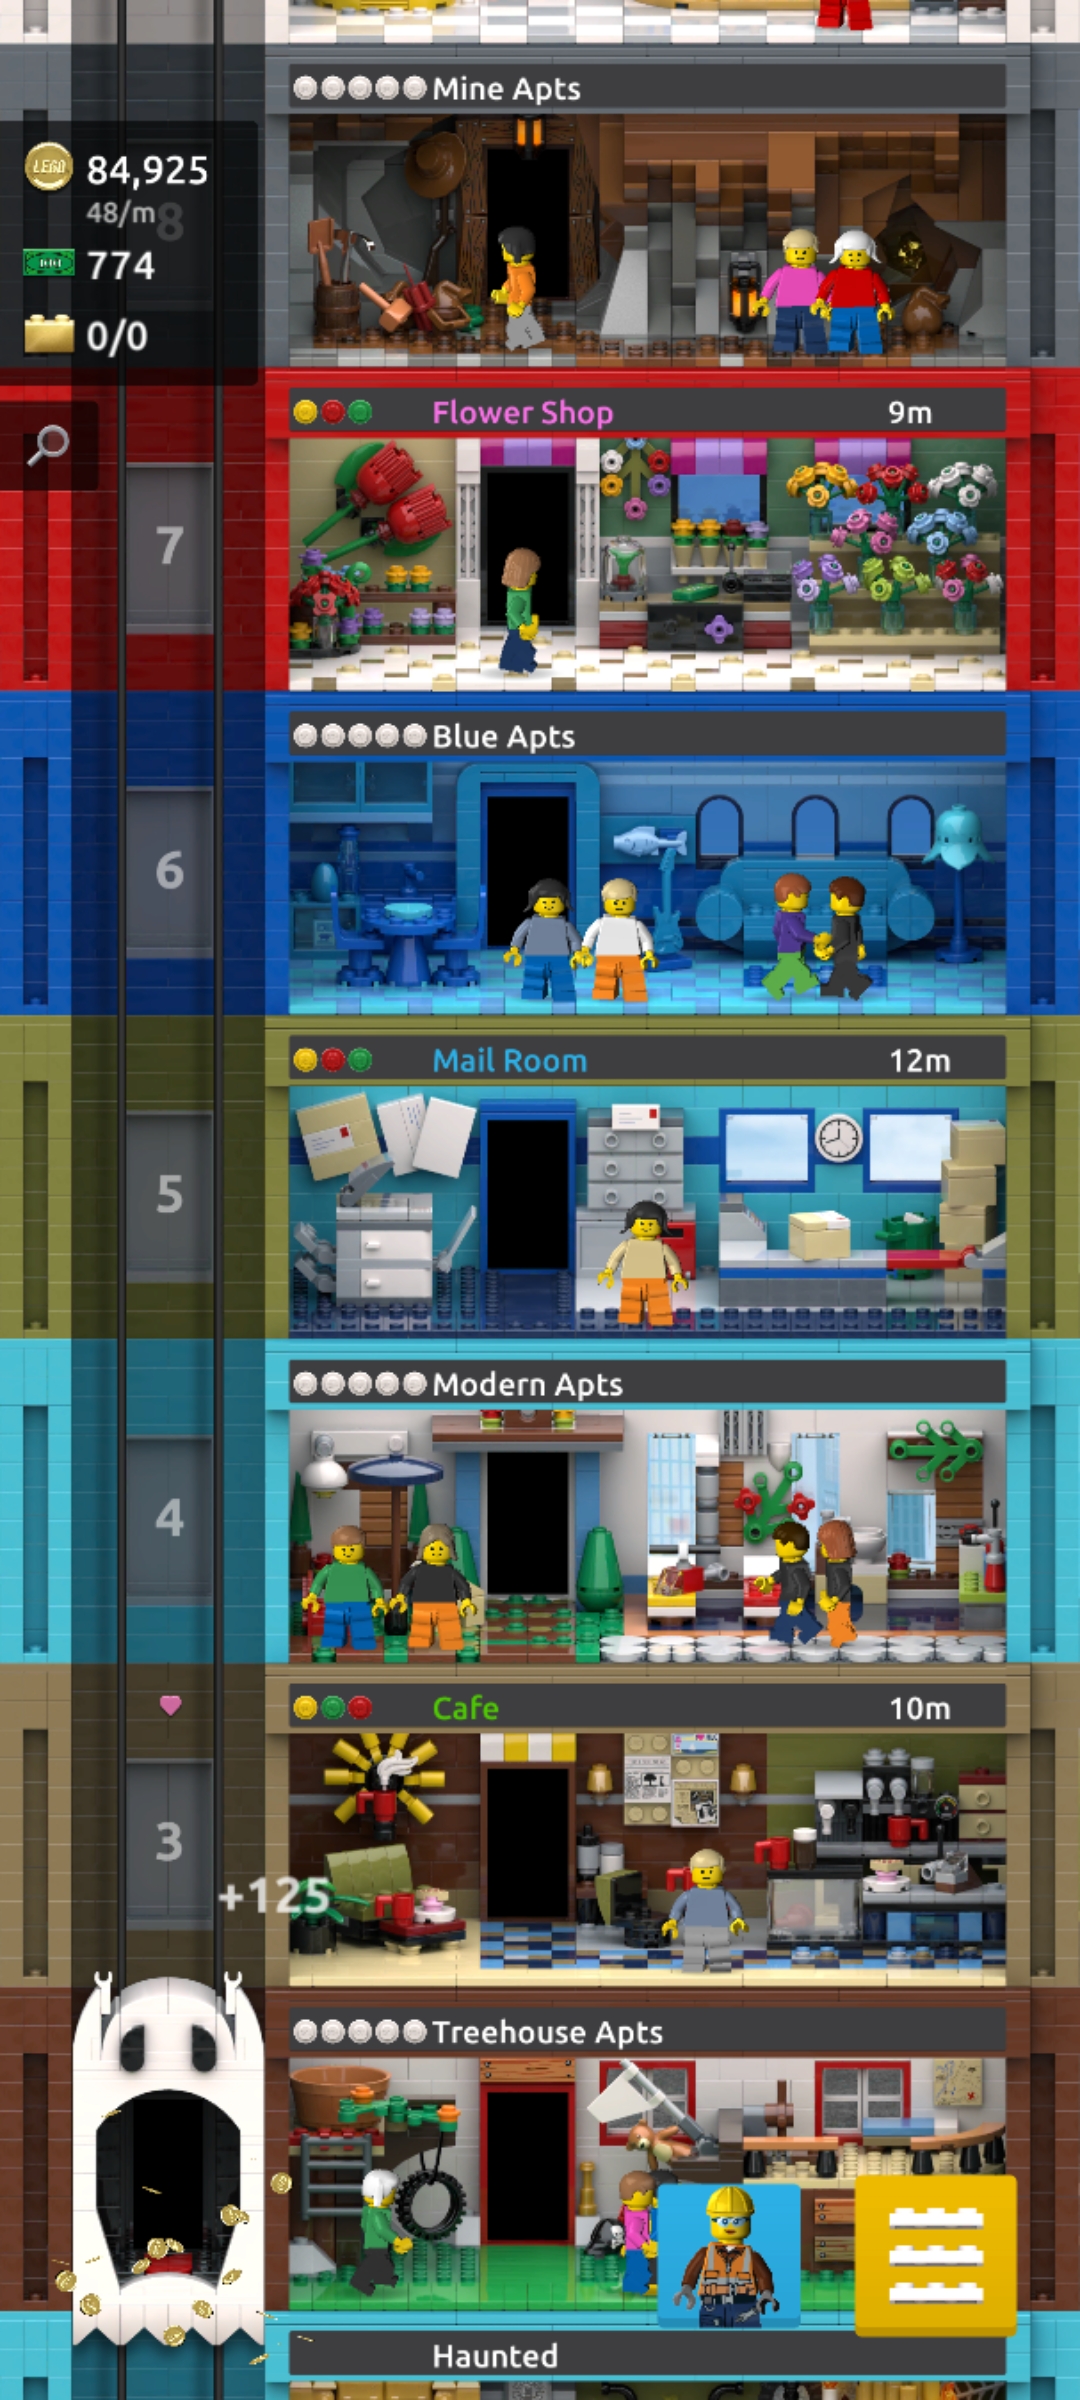 Mine Apts
LEGO 84,925
48/m
8
774
0/0
Flower Shop 9m
7
Blue Apts
6
Mail Room 12m
5
Modern Apts
4
Cafe 10m
3
+125
Treehouse Apts
Haunted